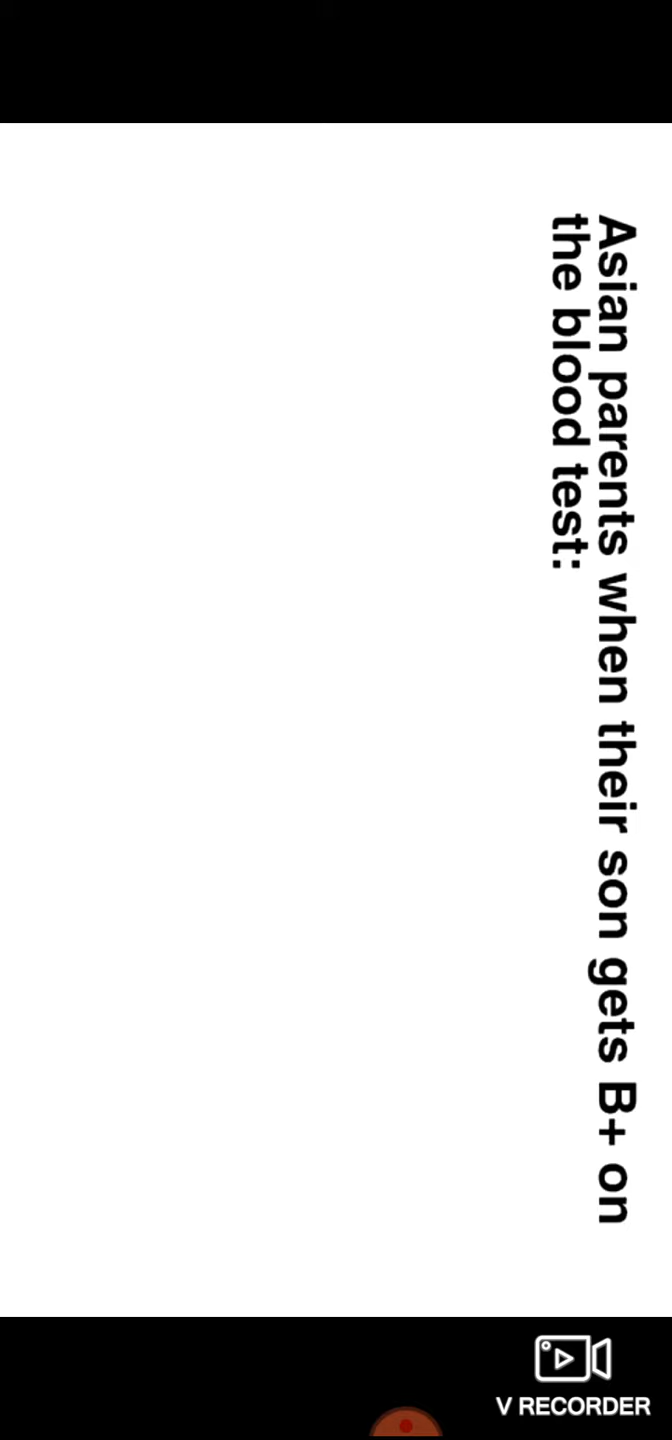 Asian parents when their son gets B+ on
the blood test:
V RECORDER